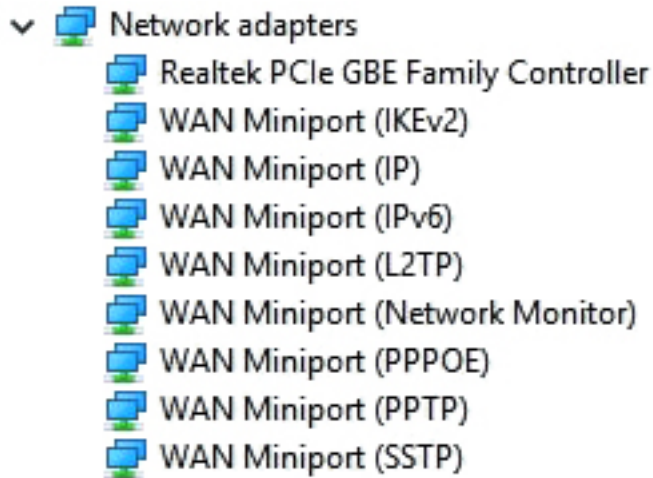 Network adapters
Realtek PCIe GBE Family Controller
WAN Miniport (IKEv2)
WAN Miniport (IP)
WAN Miniport (IPv6)
WAN Miniport (L2TP)
WAN Miniport (Network Monitor)
WAN Miniport (PPPOE)
WAN Miniport (PPTP)
WAN Miniport (SSTP)